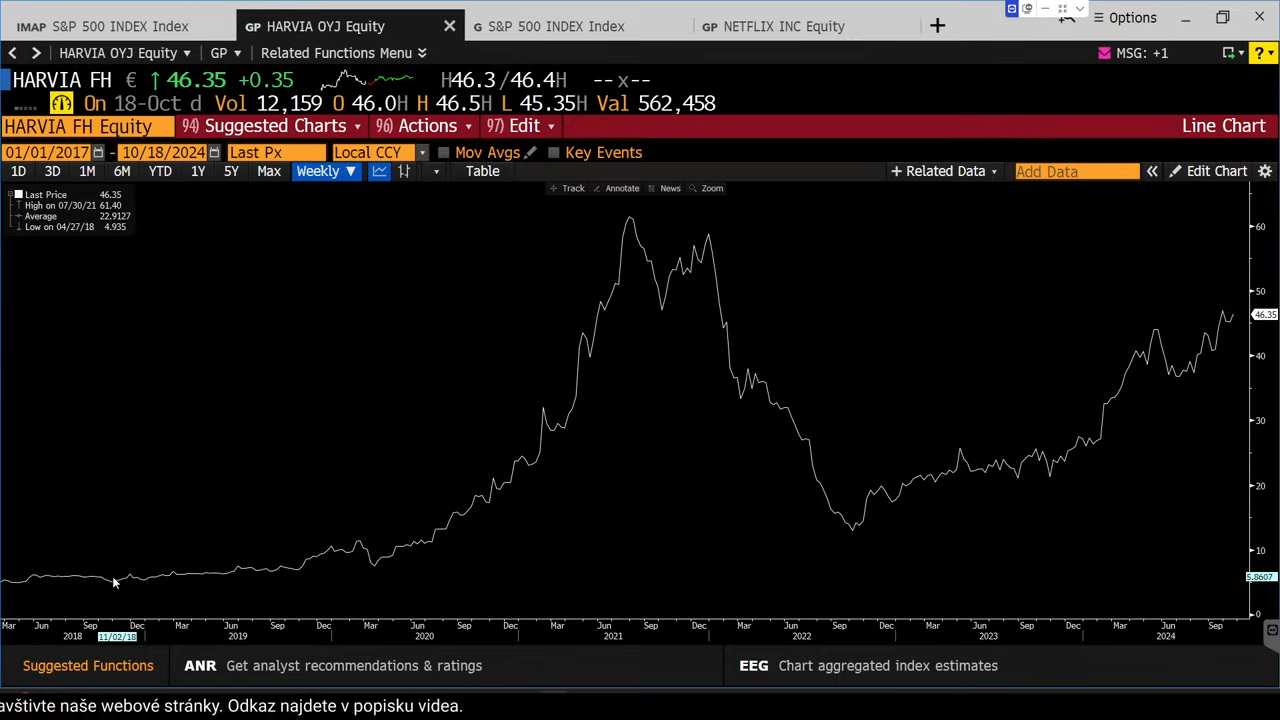 IMAP S&P 500 INDEX Index GP HARVIA OYJ Equity G S&P 500 INDEX Index GP NETFLIX INC Equity Options
HARVIA OYJ Equity GP Related Functions Menu MSG: +1 ?
HARVIA FH € ↑ 46.35 +0.35 H46.3/46.4H --x--
On 18-Oct d Vol 12,159 O 46.0H H 46.5H L 45.35H Val 562,458
HARVIA FH Equity 94) Suggested Charts 96) Actions 97) Edit Line Chart
01/01/2017 - 10/18/2024 Last Px Local CCY Mov Avgs Key Events
1D 3D 1M 6M YTD 1Y 5Y Max Weekly ▼ Table + Related Data Add Data « Edit Chart
Track Annotate News Zoom
Last Price 46.35
High on 07/30/21 61.40
Average 22.9127
Low on 04/27/18 4.935
60
50
46.35
40
30
20
10
5.8607
0
Mar Jun Sep Dec Mar Jun Sep Dec Mar Jun Sep Dec Mar Jun Sep Dec Mar Jun Sep Dec Mar Jun Sep Dec Mar Jun Sep
2018 11/02/18 2019 2020 2021 2022 2023 2024
Suggested Functions ANR Get analyst recommendations & ratings EEG Chart aggregated index estimates
avštivte naše webové stránky. Odkaz najdete v popisku videa.